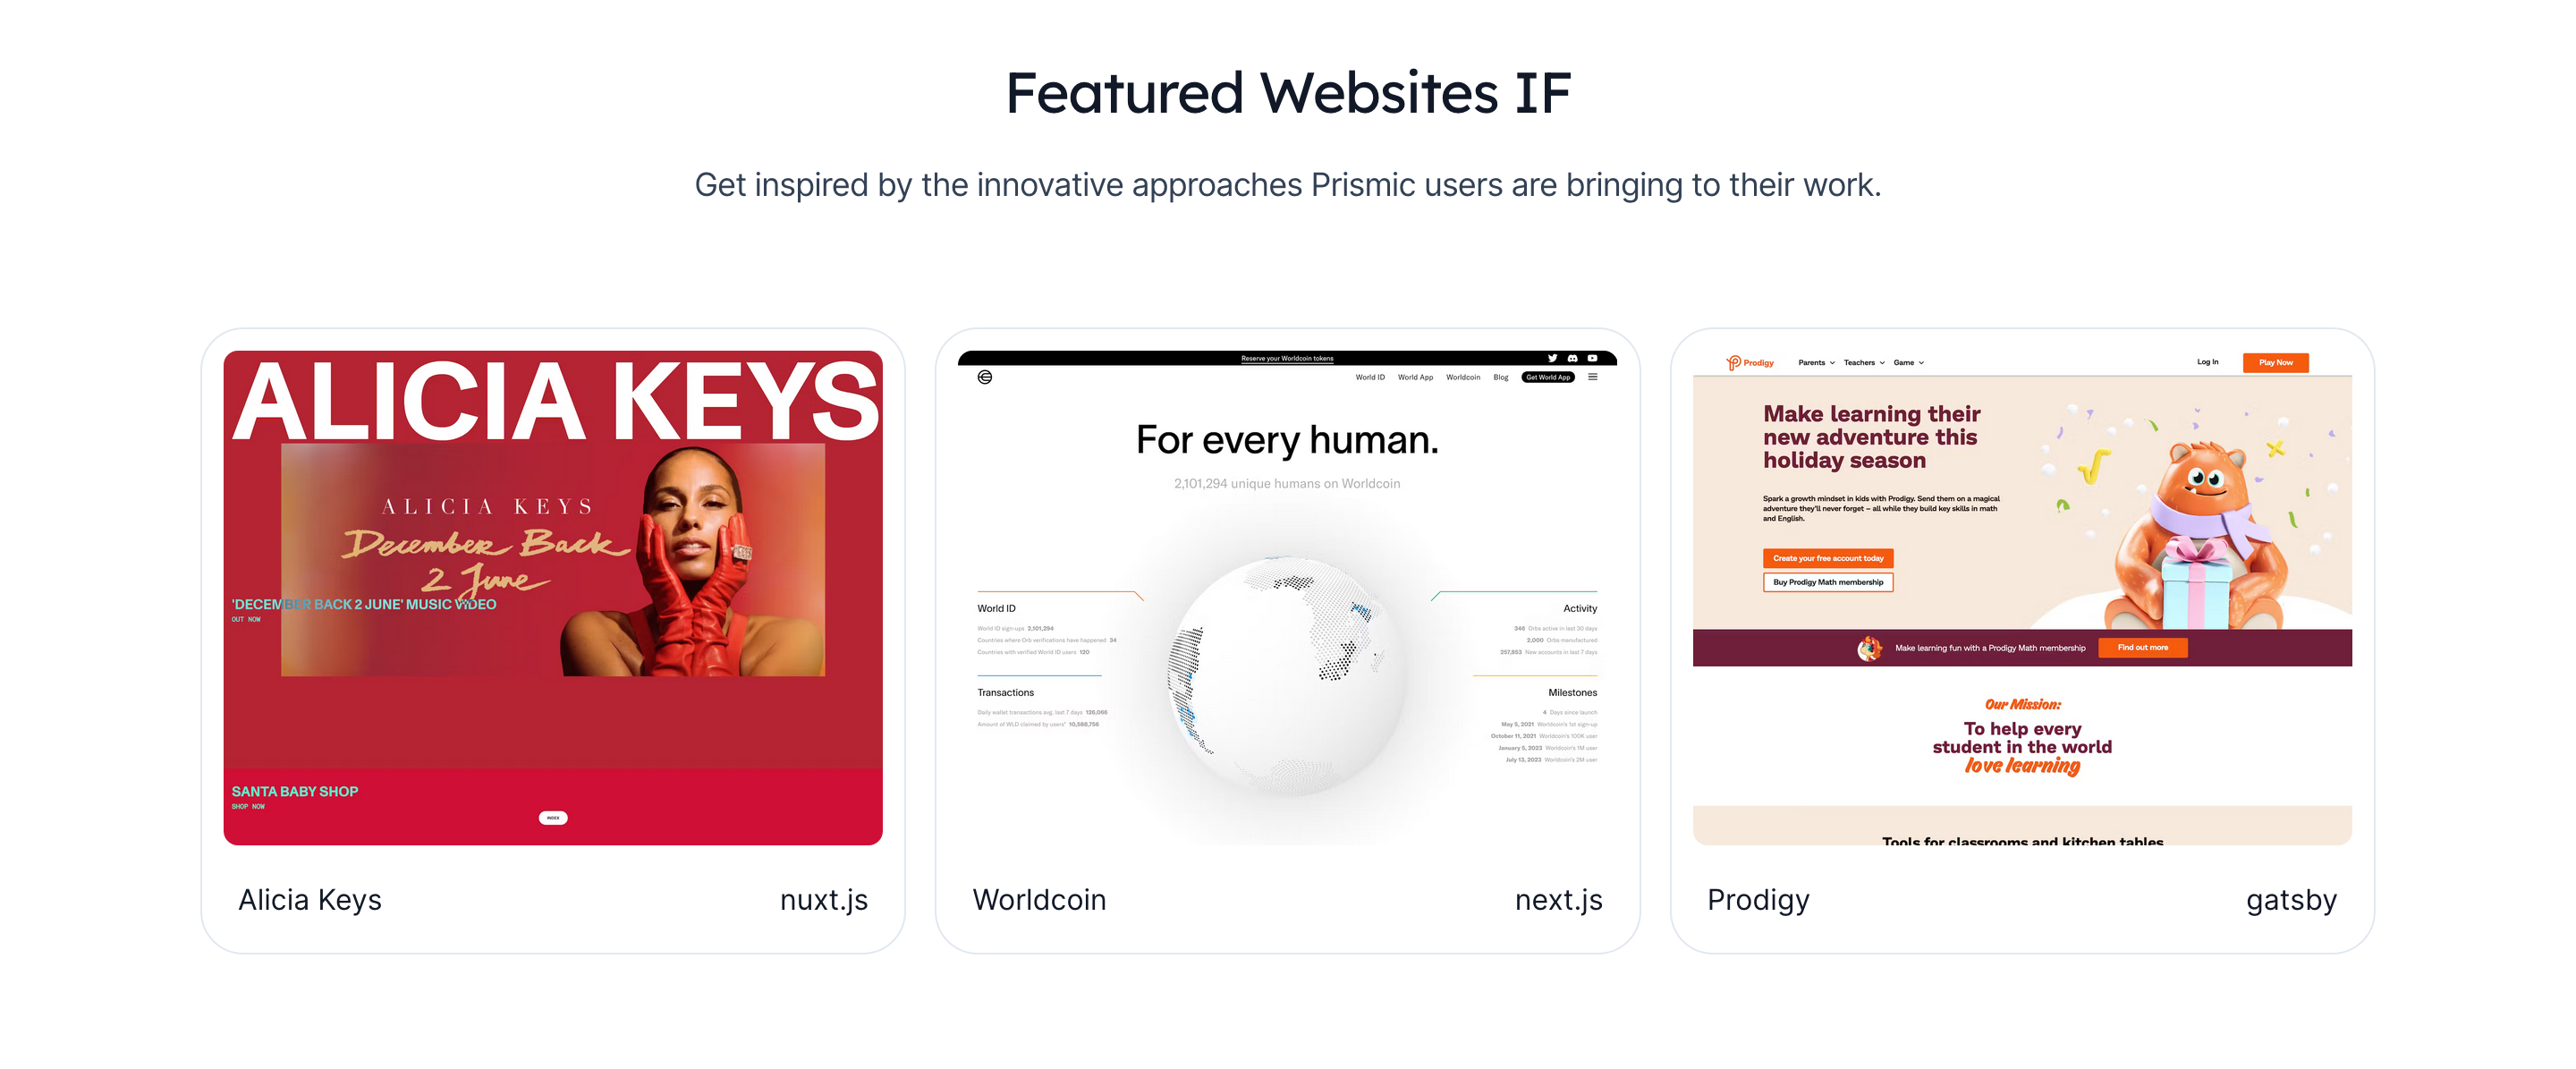 Featured Websites IF
Get inspired by the innovative approaches Prismic users are bringing to their work.
ALICIA KEYS
ALICIA KEYS
December Back
2 June
'DECEMBER BACK 2 JUNE' MUSIC VIDEO
OUT NOW
SANTA BABY SHOP
SHOP NOW
INDEX
Alicia Keys
nuxt.js
Reserve your Worldcoin tokens
World ID World App Worldcoin Blog Get World App
For every human.
2,101,294 unique humans on Worldcoin
World ID
World ID sign-ups 2,101,294
Countries where Orb verifications have happened 34
Countries with verified World ID users 120
Transactions
Daily wallet transactions avg. last 7 days 126,066
Amount of WLD claimed by users* 10,588,756
Activity
346 Orbs active in last 30 days
2,000 Orbs manufactured
257,853 New accounts in last 7 days
Milestones
4 Days since launch
May 5, 2021 Worldcoin's 1st sign-up
October 11, 2021 Worldcoin's 100K user
January 5, 2023 Worldcoin's 1M user
July 13, 2023 Worldcoin's 2M user
Worldcoin
next.js
Prodigy Parents Teachers Game Log In Play Now
Make learning their
new adventure this
holiday season
Spark a growth mindset in kids with Prodigy. Send them on a magical
adventure they'll never forget – all while they build key skills in math
and English.
Create your free account today
Buy Prodigy Math membership
Make learning fun with a Prodigy Math membership Find out more
Our Mission:
To help every
student in the world
love learning
Tools for classrooms and kitchen tables
Prodigy
gatsby